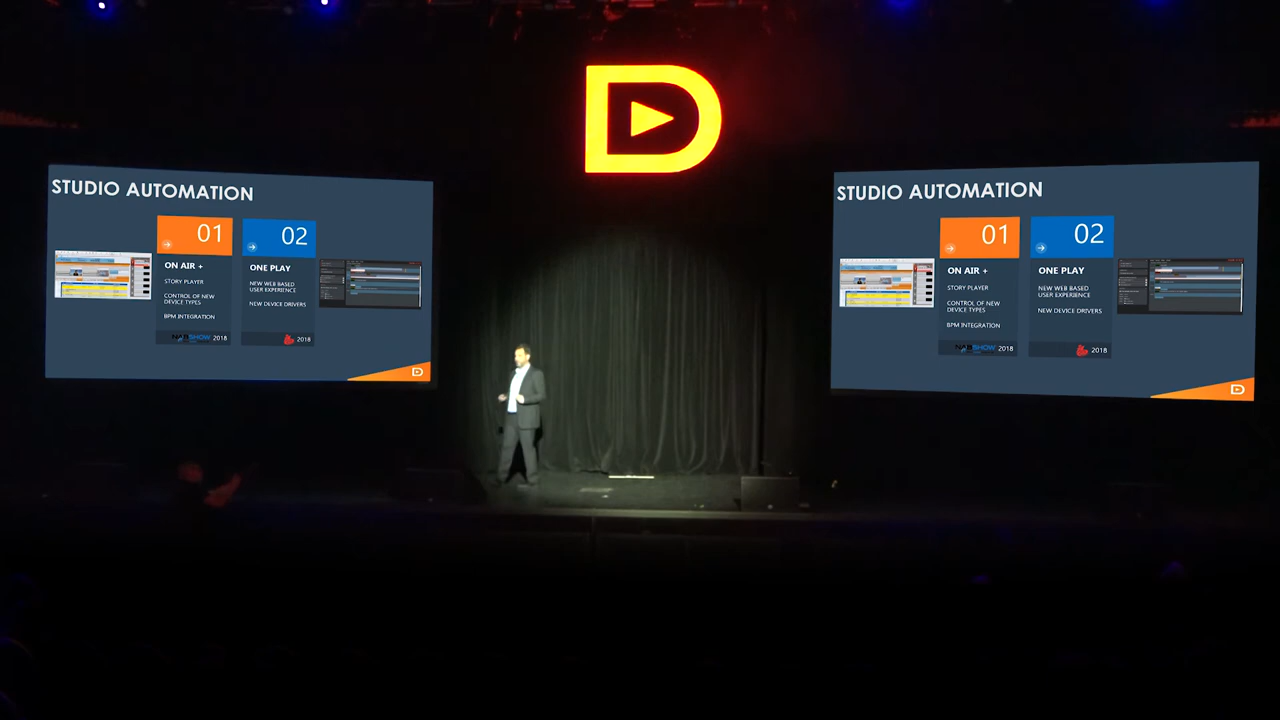 D
STUDIO AUTOMATION
01
02
ON AIR +
STORY PLAYER
CONTROL OF NEW
DEVICE TYPES
BPM INTEGRATION
NABSHOW 2018
ONE PLAY
NEW WEB BASED
USER EXPERIENCE
NEW DEVICE DRIVERS
2018
D
STUDIO AUTOMATION
01
02
ON AIR +
STORY PLAYER
CONTROL OF NEW
DEVICE TYPES
BPM INTEGRATION
NABSHOW 2018
ONE PLAY
NEW WEB BASED
USER EXPERIENCE
NEW DEVICE DRIVERS
2018
D